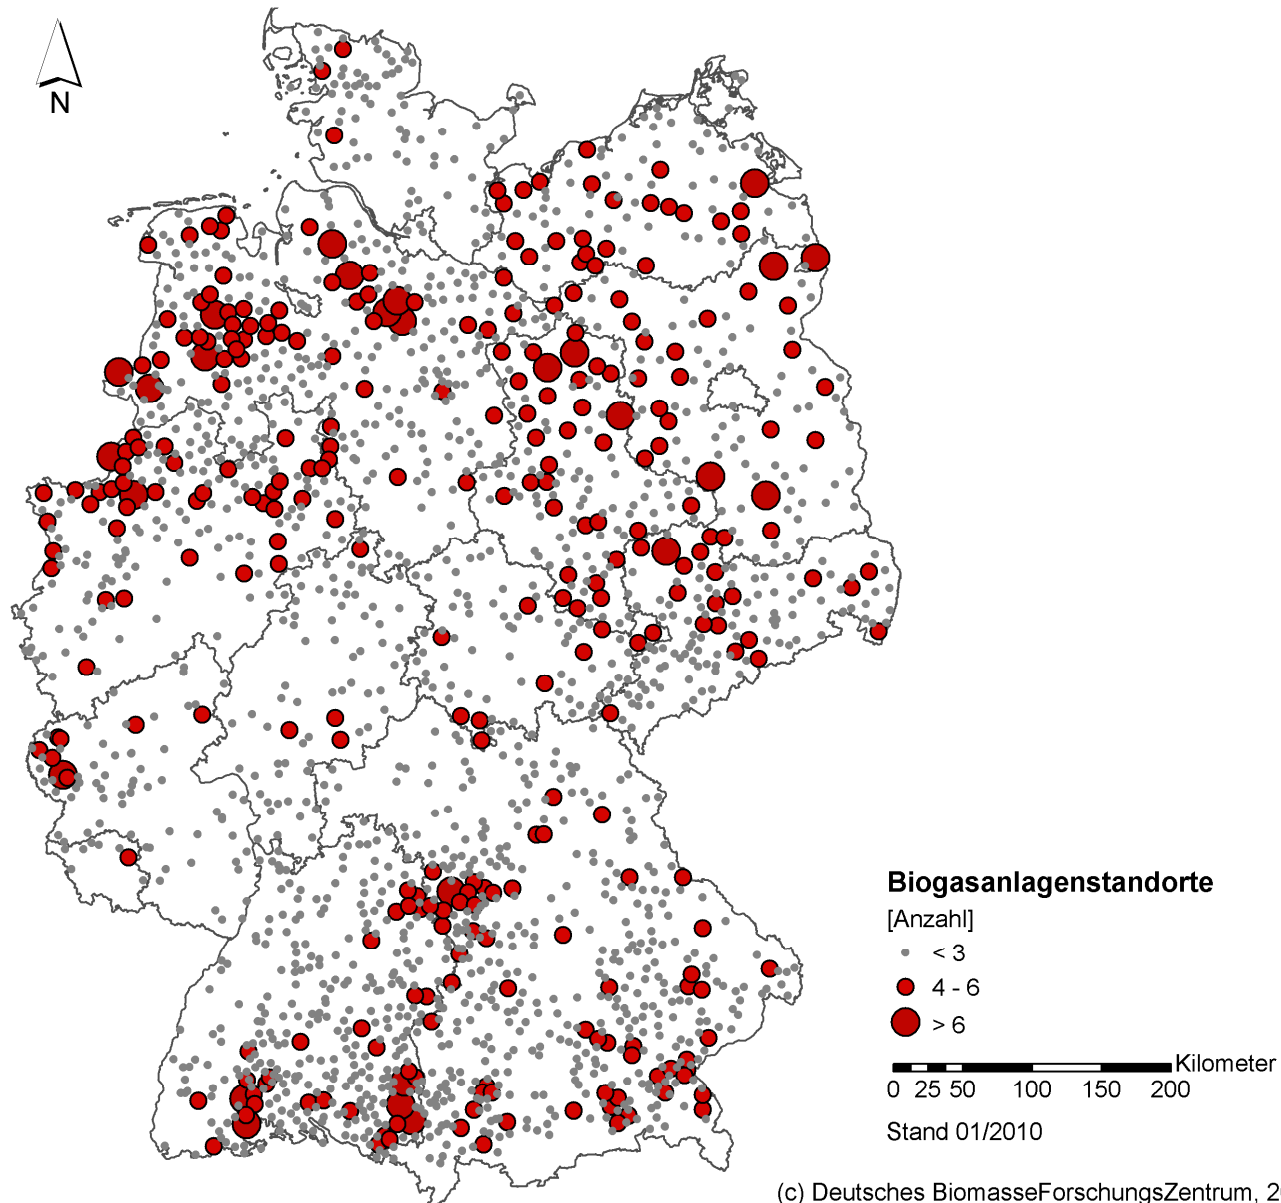 N
Biogasanlagenstandorte
[Anzahl]
< 3
4 - 6
> 6
Kilometer
0 25 50 100 150 200
Stand 01/2010
(c) Deutsches BiomasseForschungsZentrum, 2